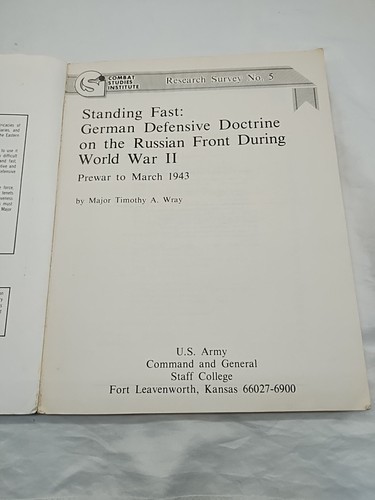 COMBAT
STUDIES
INSTITUTE
Research Survey No. 5
Standing Fast:
German Defensive Doctrine
on the Russian Front During
World War II
Prewar to March 1943
by Major Timothy A. Wray
U.S. Army
Command and General
Staff College
Fort Leavenworth, Kansas 66027-6900